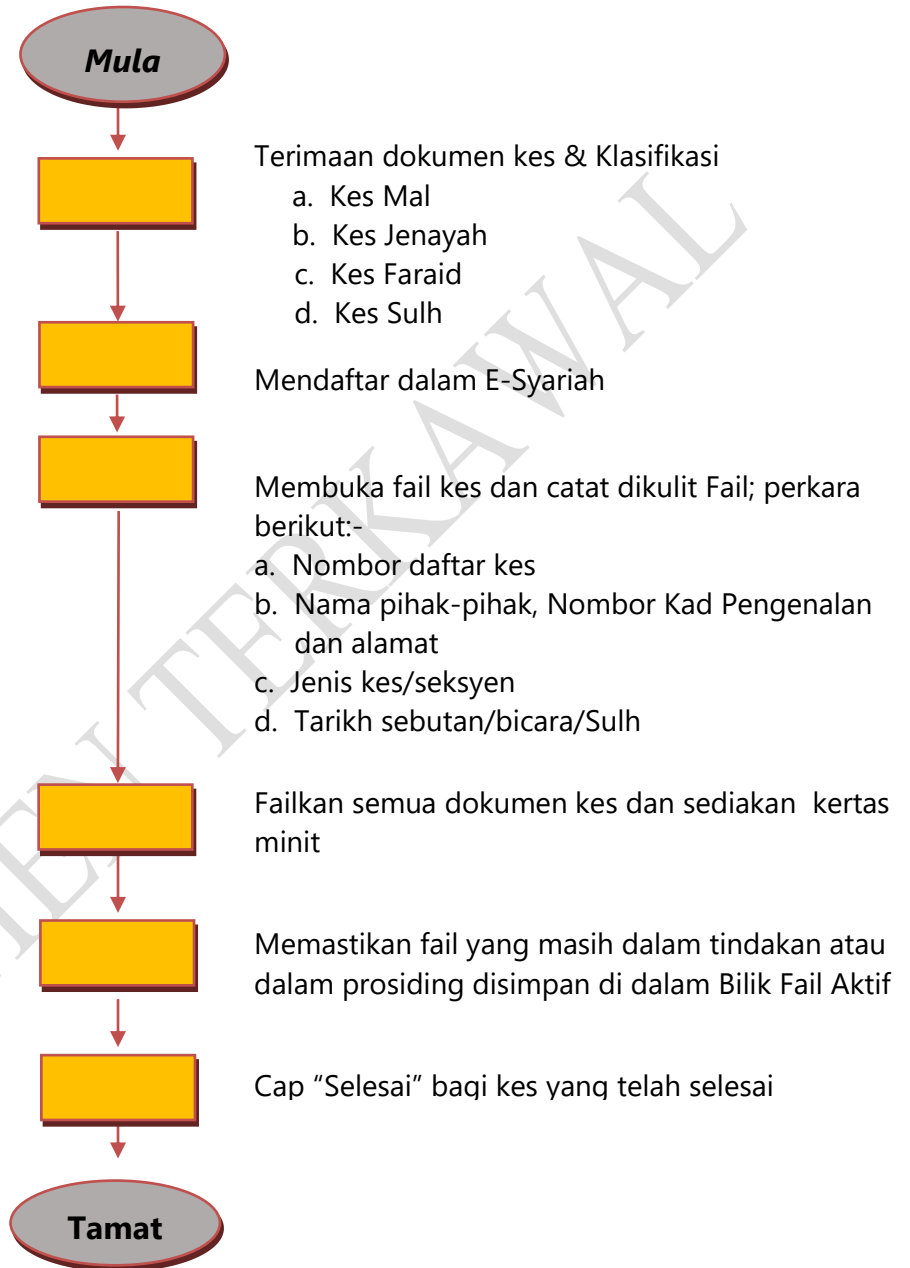 Mula
Terimaan dokumen kes & Klasifikasi
a. Kes Mal
b. Kes Jenayah
c. Kes Faraid
d. Kes Sulh
Mendaftar dalam E-Syariah
Membuka fail kes dan catat dikulit Fail; perkara
berikut:-
a. Nombor daftar kes
b. Nama pihak-pihak, Nombor Kad Pengenalan
dan alamat
c. Jenis kes/seksyen
d. Tarikh sebutan/bicara/Sulh
Failkan semua dokumen kes dan sediakan kertas
minit
Memastikan fail yang masih dalam tindakan atau
dalam prosiding disimpan di dalam Bilik Fail Aktif
Cap “Selesai” bagi kes yang telah selesai
Tamat
MEN TERKAWAL